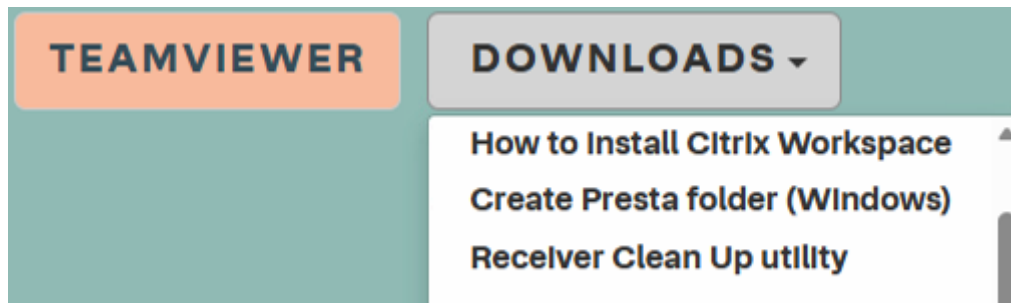 TEAMVIEWER
DOWNLOADS
How to Install Citrix Workspace
Create Presta folder (Windows)
Receiver Clean Up utility